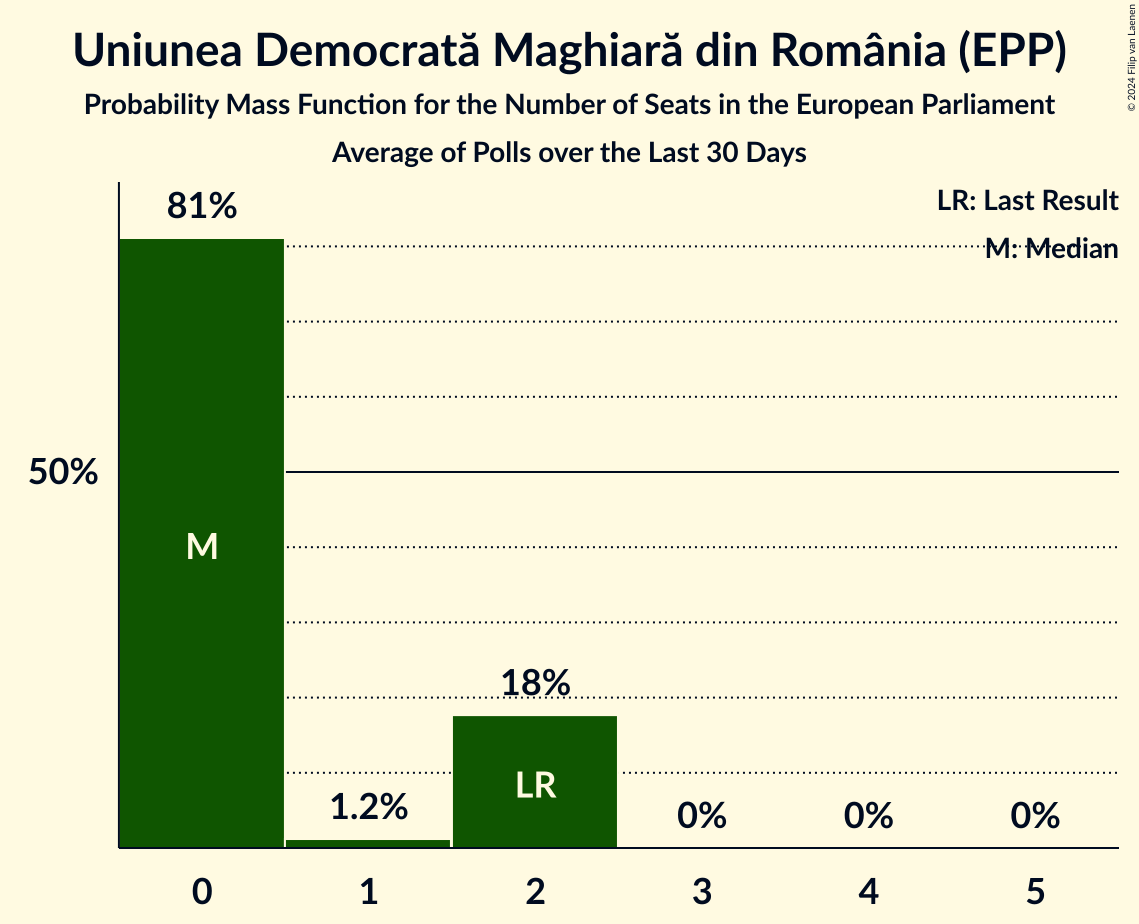 Uniunea Democrată Maghiară din România (EPP)
Probability Mass Function for the Number of Seats in the European Parliament
Average of Polls over the Last 30 Days
© 2024 Filip van Laenen
LR: Last Result
M: Median
81%
50%
M
18%
LR
1.2%
0%
0%
0%
0
1
2
3
4
5